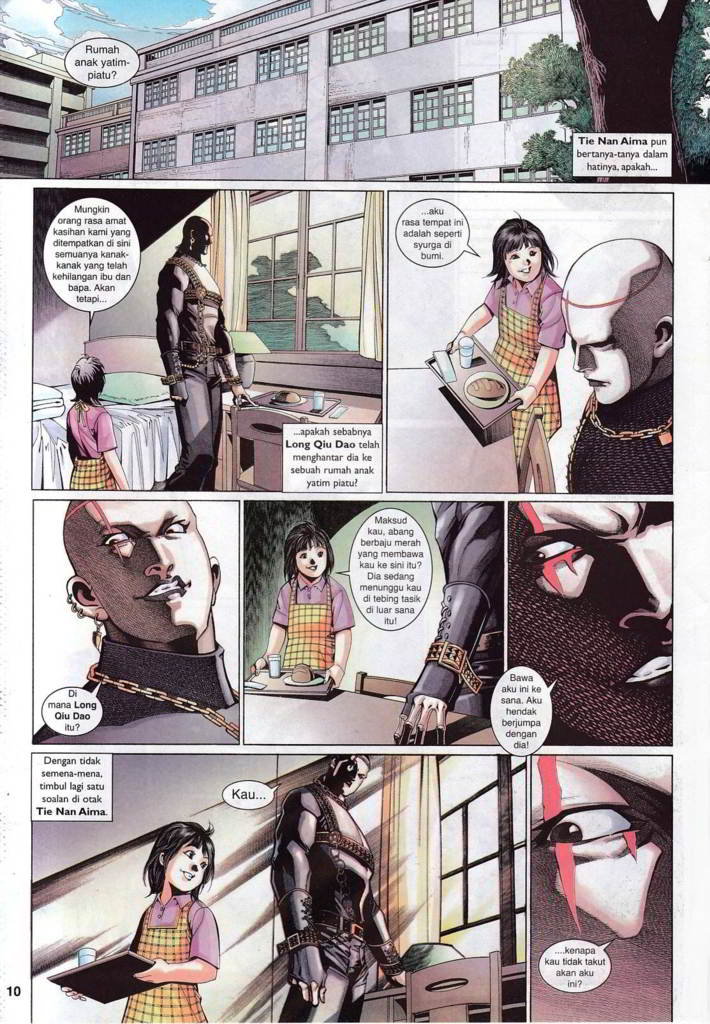 Rumah
anak yatim-
piatu?
Tie Nan Aima pun
bertanya-tanya dalam
hatinya, apakah...
Mungkin
orang rasa amat
kasihan kami yang
ditempatkan di sini
semuanya kanak-
kanak yang telah
kehilangan ibu dan
bapa. Akan
tetapi...
...apakah sebabnya
Long Qiu Dao telah
menghantar dia ke
sebuah rumah anak
yatim piatu?
...aku
rasa tempat ini
adalah seperti
syurga di
bumi.
Di
mana Long
Qiu Dao
itu?
Maksud
kau, abang
berbaju merah
yang membawa
kau ke sini itu?
Dia sedang
menunggu kau
di tebing tasik
di luar sana
itu!
Bawa
aku ini ke
sana. Aku
hendak
berjumpa
dengan
dia!
Dengan tidak
semena-mena,
timbul lagi satu
soalan di otak
Tie Nan Aima.
Kau...
....kenapa
kau tidak takut
akan aku
ini?
10